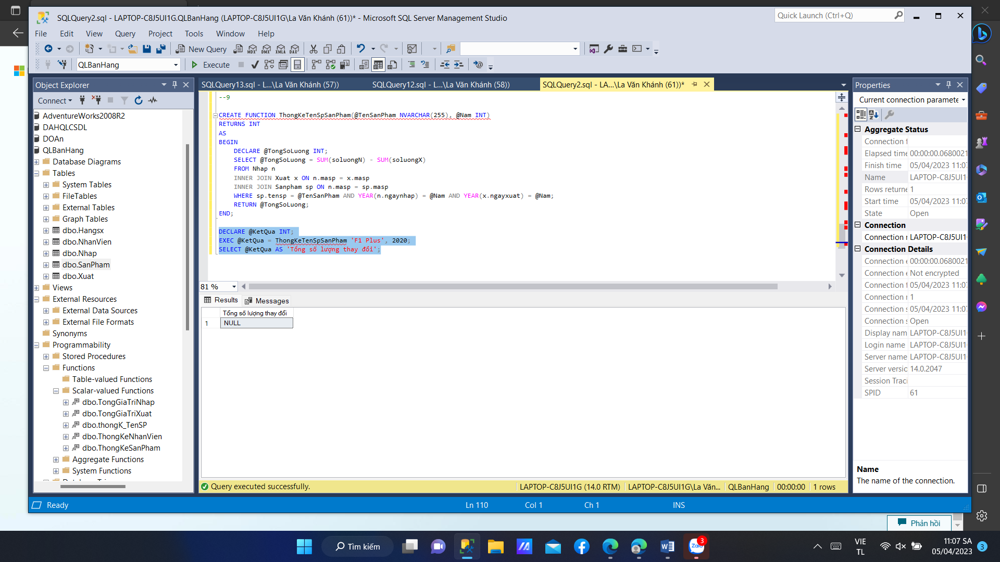 SQLQuery2.sql - LAPTOP-C8J5UI1G.QLBanHang (LAPTOP-C8J5UI1G\La Văn Khánh (61))* - Microsoft SQL Server Management Studio
Quick Launch (Ctrl+Q)
File Edit View Query Project Tools Window Help
New Query
MDX DMX XMLA DAX
QLBanHang
Execute
Object Explorer
Connect
AdventureWorks2008R2
DAHQLCSDL
DOAn
QLBanHang
Database Diagrams
Tables
System Tables
FileTables
External Tables
Graph Tables
dbo.Hangsx
dbo.NhanVien
dbo.Nhap
dbo.SanPham
dbo.Xuat
Views
External Resources
External Data Sources
External File Formats
Synonyms
Programmability
Stored Procedures
Functions
Table-valued Functions
Scalar-valued Functions
dbo.TongGiaTriNhap
dbo.TongGiaTriXuat
dbo.thongK_TenSP
dbo.ThongKeNhanVien
dbo.ThongKeSanPham
Aggregate Functions
System Functions
SQLQuery13.sql - L...\La Văn Khánh (57))
SQLQuery12.sql - L...\La Văn Khánh (58))
SQLQuery2.sql - LA...\La Văn Khánh (61))*
--9
CREATE FUNCTION ThongKeTenSpSanPham(@TenSanPham NVARCHAR(255), @Nam INT)
RETURNS INT
AS
BEGIN
DECLARE @TongSoLuong INT;
SELECT @TongSoLuong = SUM(soluongN) - SUM(soluongX)
FROM Nhap n
INNER JOIN Xuat x ON n.masp = x.masp
INNER JOIN Sanpham sp ON n.masp = sp.masp
WHERE sp.tensp = @TenSanPham AND YEAR(n.ngaynhap) = @Nam AND YEAR(x.ngayxuat) = @Nam;
RETURN @TongSoLuong;
END;
DECLARE @KetQua INT;
EXEC @KetQua = ThongKeTenSpSanPham 'F1 Plus', 2020;
SELECT @KetQua AS 'Tổng số lượng thay đổi';
81 %
Results
Messages
Tổng số lượng thay đổi
1 NULL
Query executed successfully.
LAPTOP-C8J5UI1G (14.0 RTM)
LAPTOP-C8J5UI1G\La Văn...
QLBanHang
00:00:00
1 rows
Properties
Current connection paramete
Aggregate Status
Connection f
Elapsed time 00:00:00.0680021
Finish time 05/04/2023 11:07
Name LAPTOP-C8J5UI1
Rows returne 1
Start time 05/04/2023 11:07
State Open
Connection
Connection r LAPTOP-C8J5UI1
Connection Details
Connection e 00:00:00.0680021
Connection e Not encrypted
Connection f 05/04/2023 11:07
Connection r 1
Connection s 05/04/2023 11:07
Connection s Open
Display nam LAPTOP-C8J5UI1
Login name LAPTOP-C8J5UI1
Server name LAPTOP-C8J5UI1
Server versic 14.0.2047
Session Traci
SPID 61
Name
The name of the connection.
Ready
Ln 110
Col 1
Ch 1
INS
Phản hồi
Tìm kiếm
Zalo
3
VIE
TL
11:07 SA
05/04/2023
3